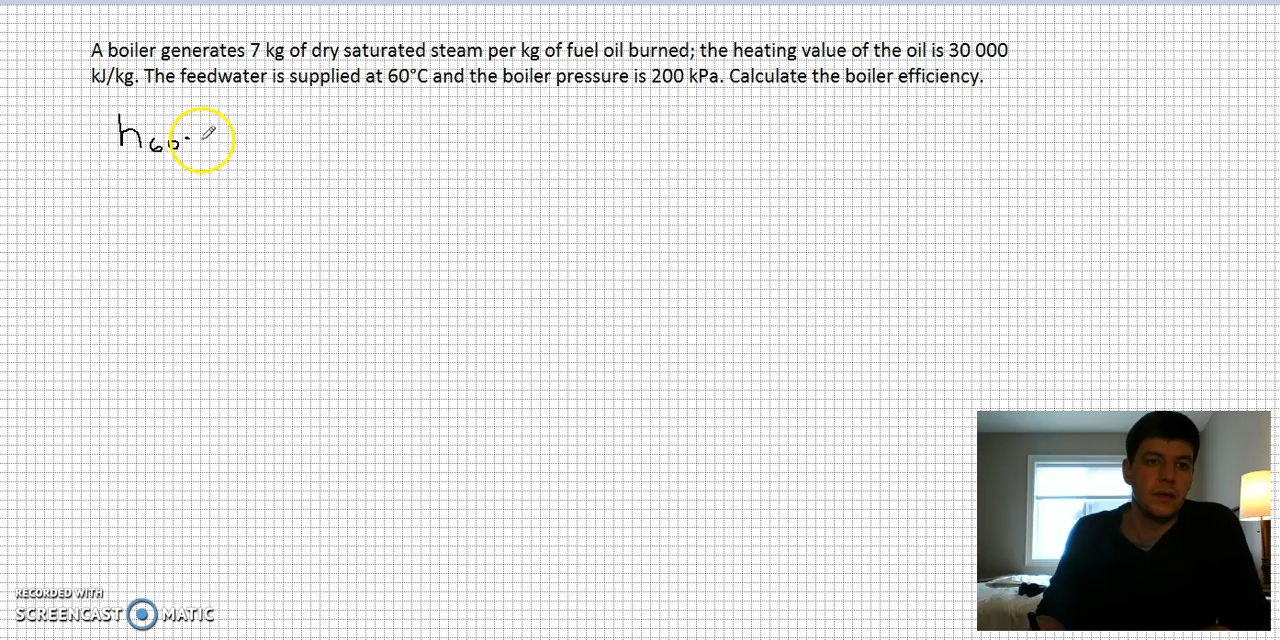 A boiler generates 7 kg of dry saturated steam per kg of fuel oil burned; the heating value of the oil is 30 000
kJ/kg. The feedwater is supplied at 60°C and the boiler pressure is 200 kPa. Calculate the boiler efficiency.
h60°
RECORDED WITH
SCREENCAST MATIC